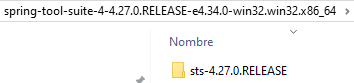 spring-tool-suite-4-4.27.0.RELEASE-e4.34.0-win32.win32.x86_64
Nombre
sts-4.27.0.RELEASE